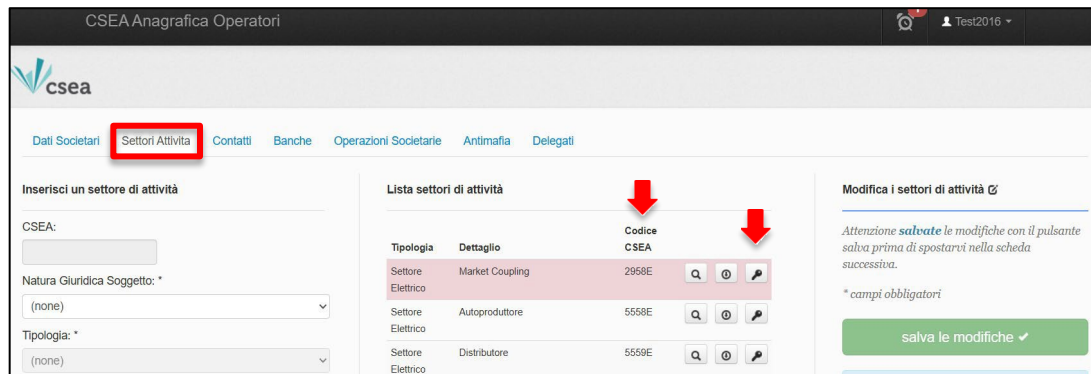 CSEA Anagrafica Operatori
Test2016
csea
Dati Societari Settori Attivita Contatti Banche Operazioni Societarie Antimafia Delegati
Inserisci un settore di attività
CSEA:
Natura Giuridica Soggetto: *
(none)
Tipologia: *
(none)
Lista settori di attività
Tipologia Dettaglio Codice CSEA
Settore Elettrico Market Coupling 2958E
Settore Elettrico Autoproduttore 5558E
Settore Elettrico Distributore 5559E
Modifica i settori di attività
Attenzione salvate le modifiche con il pulsante
salva prima di spostarvi nella scheda
successiva.
* campi obbligatori
salva le modifiche